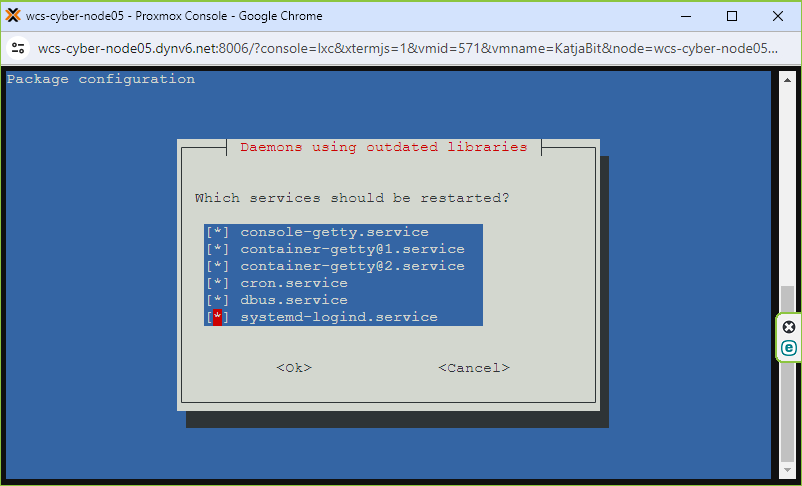 wcs-cyber-node05 - Proxmox Console - Google Chrome
wcs-cyber-node05.dynv6.net:8006/?console=lxc&xtermjs=1&vmid=571&vmname=KatjaBit&node=wcs-cyber-node05...
Package configuration
Daemons using outdated libraries
Which services should be restarted?
[*] console-getty.service
[*] container-getty@1.service
[*] container-getty@2.service
[*] cron.service
[*] dbus.service
[*] systemd-logind.service
<Ok> <Cancel>